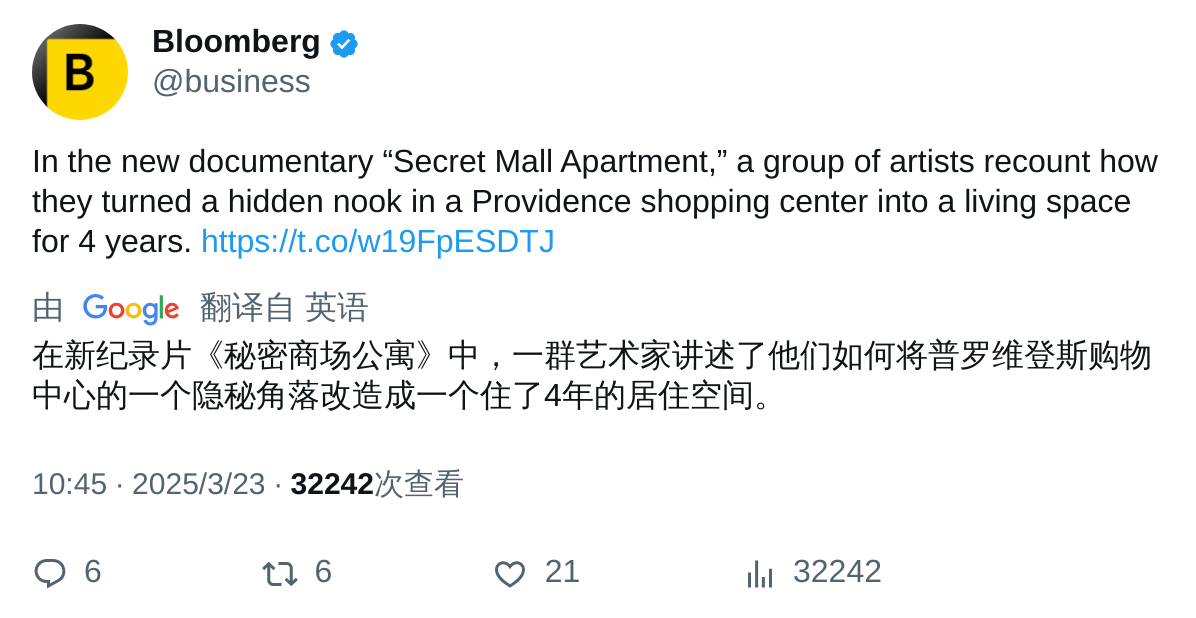 B
Bloomberg
@business
In the new documentary “Secret Mall Apartment,” a group of artists recount how
they turned a hidden nook in a Providence shopping center into a living space
for 4 years. https://t.co/w19FpESDTJ
由 Google 翻译自 英语
在新纪录片《秘密商场公寓》中，一群艺术家讲述了他们如何将普罗维登斯购物
中心的一个隐秘角落改造成一个住了4年的居住空间。
10:45 · 2025/3/23 · 32242次查看
6 6 21 32242